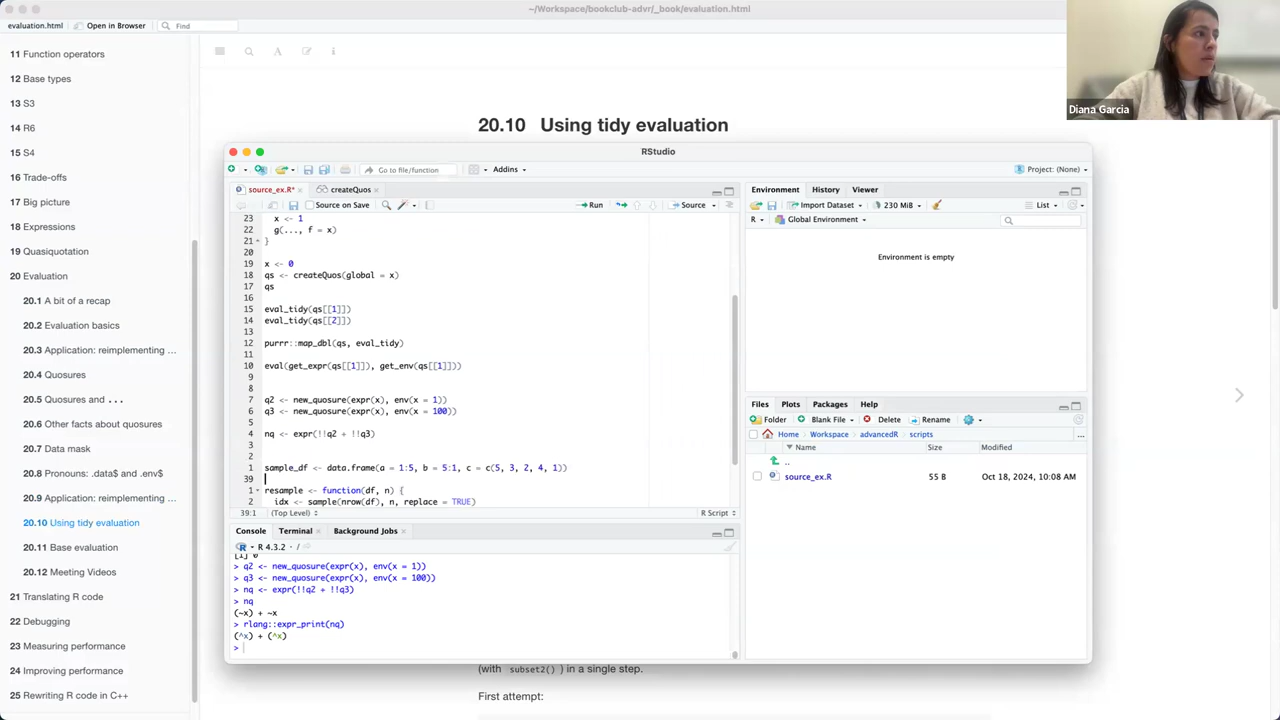 ~/Workspace/bookclub-advr/_book/evaluation.html
evaluation.html
Open in Browser
Find
11 Function operators
12 Base types
13 S3
14 R6
15 S4
16 Trade-offs
17 Big picture
18 Expressions
19 Quasiquotation
20 Evaluation
20.1 A bit of a recap
20.2 Evaluation basics
20.3 Application: reimplementing ...
20.4 Quosures
20.5 Quosures and ...
20.6 Other facts about quosures
20.7 Data mask
20.8 Pronouns: .data$ and .env$
20.9 Application: reimplementing ...
20.10 Using tidy evaluation
20.11 Base evaluation
20.12 Meeting Videos
21 Translating R code
22 Debugging
23 Measuring performance
24 Improving performance
25 Rewriting R code in C++
20.10 Using tidy evaluation
Diana Garcia
RStudio
Go to file/function
Addins
Project: (None)
source_ex.R*
createQuos
Source on Save
Run
Source
23 x <- 1
22 g(..., f = x)
21 }
20
19 x <- 0
18 qs <- createQuos(global = x)
17 qs
16
15 eval_tidy(qs[[1]])
14 eval_tidy(qs[[2]])
13
12 purrr::map_dbl(qs, eval_tidy)
11
10 eval(get_expr(qs[[1]]), get_env(qs[[1]]))
9
8
7 q2 <- new_quosure(expr(x), env(x = 1))
6 q3 <- new_quosure(expr(x), env(x = 100))
5
4 nq <- expr(!!q2 + !!q3)
3
2
1 sample_df <- data.frame(a = 1:5, b = 5:1, c = c(5, 3, 2, 4, 1))
39
1 resample <- function(df, n) {
2 idx <- sample(nrow(df), n, replace = TRUE)
39:1 (Top Level)
R Script
Console
Terminal
Background Jobs
R 4.3.2 · /
[1] 0
> q2 <- new_quosure(expr(x), env(x = 1))
> q3 <- new_quosure(expr(x), env(x = 100))
> nq <- expr(!!q2 + !!q3)
> nq
(~x) + ~x
> rlang::expr_print(nq)
(^x) + (^x)
>
Environment
History
Viewer
Import Dataset
230 MiB
List
R
Global Environment
Environment is empty
Files
Plots
Packages
Help
Folder
Blank File
Delete
Rename
Home
Workspace
advancedR
scripts
...
Name
Size
Modified
..
source_ex.R
55 B
Oct 18, 2024, 10:08 AM
(with subset2() ) in a single step.
First attempt: